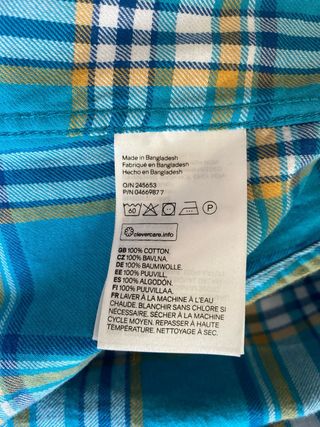 Made in Bangladesh
Fabriqué en Bangladesh
Hecho en Bangladesh
O/N 245653
P/N 0466987 7
60 P
clevercare.info
GB 100% COTTON.
CZ 100% BAVLNA.
DE 100% BAUMWOLLE.
EE 100% PUUVILL.
ES 100% ALGODÓN.
FI 100% PUUVILLAA.
FR LAVER À LA MACHINE À L'EAU
CHAUDE. BLANCHIR SANS CHLORE SI
NÉCESSAIRE. SÉCHER À LA MACHINE
CYCLE MOYEN. REPASSER À HAUTE
TEMPÉRATURE. NETTOYAGE À SEC.